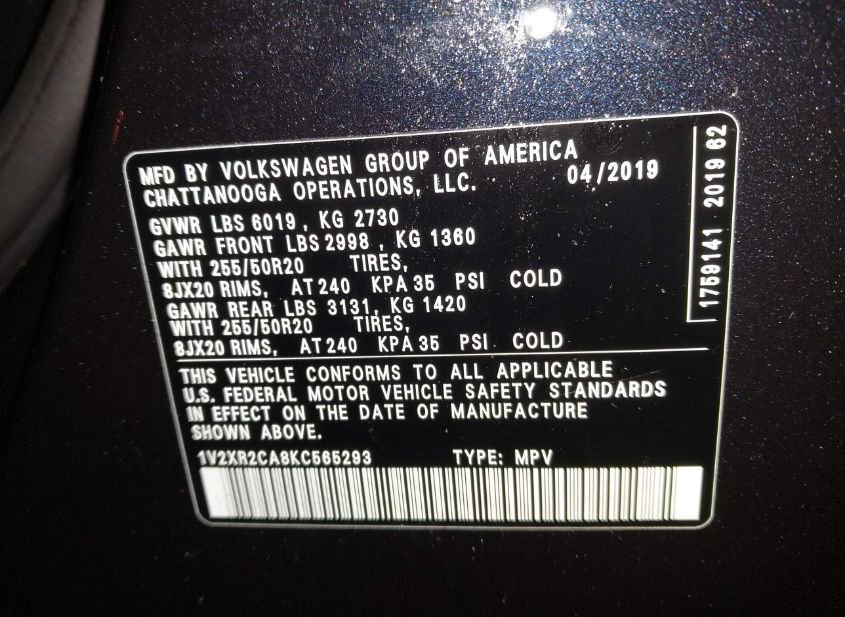 MFD BY VOLKSWAGEN GROUP OF AMERICA
CHATTANOOGA OPERATIONS, LLC. 04/2019
GVWR LBS 6019, KG 2730
GAWR FRONT LBS 2998, KG 1360
WITH 255/50R20 TIRES,
8JX20 RIMS, AT 240 KPA 35 PSI COLD
GAWR REAR LBS 3131, KG 1420
WITH 255/50R20 TIRES,
8JX20 RIMS, AT 240 KPA 35 PSI COLD
THIS VEHICLE CONFORMS TO ALL APPLICABLE
U.S. FEDERAL MOTOR VEHICLE SAFETY STANDARDS
IN EFFECT ON THE DATE OF MANUFACTURE
SHOWN ABOVE.
1V2XR2CA8KC565293 TYPE: MPV
1759141 2019 62